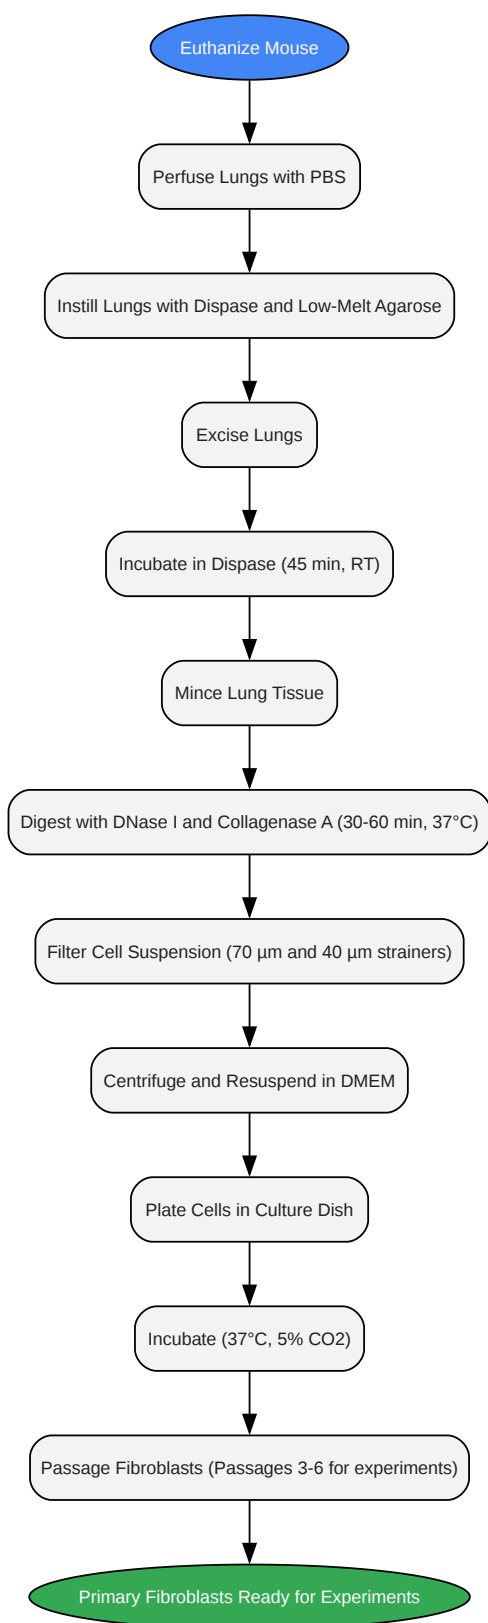 Euthanize Mouse
Perfuse Lungs with PBS
Instill Lungs with Dispase and Low-Melt Agarose
Excise Lungs
Incubate in Dispase (45 min, RT)
Mince Lung Tissue
Digest with DNase I and Collagenase A (30-60 min, 37°C)
Filter Cell Suspension (70 µm and 40 µm strainers)
Centrifuge and Resuspend in DMEM
Plate Cells in Culture Dish
Incubate (37°C, 5% CO2)
Passage Fibroblasts (Passages 3-6 for experiments)
Primary Fibroblasts Ready for Experiments